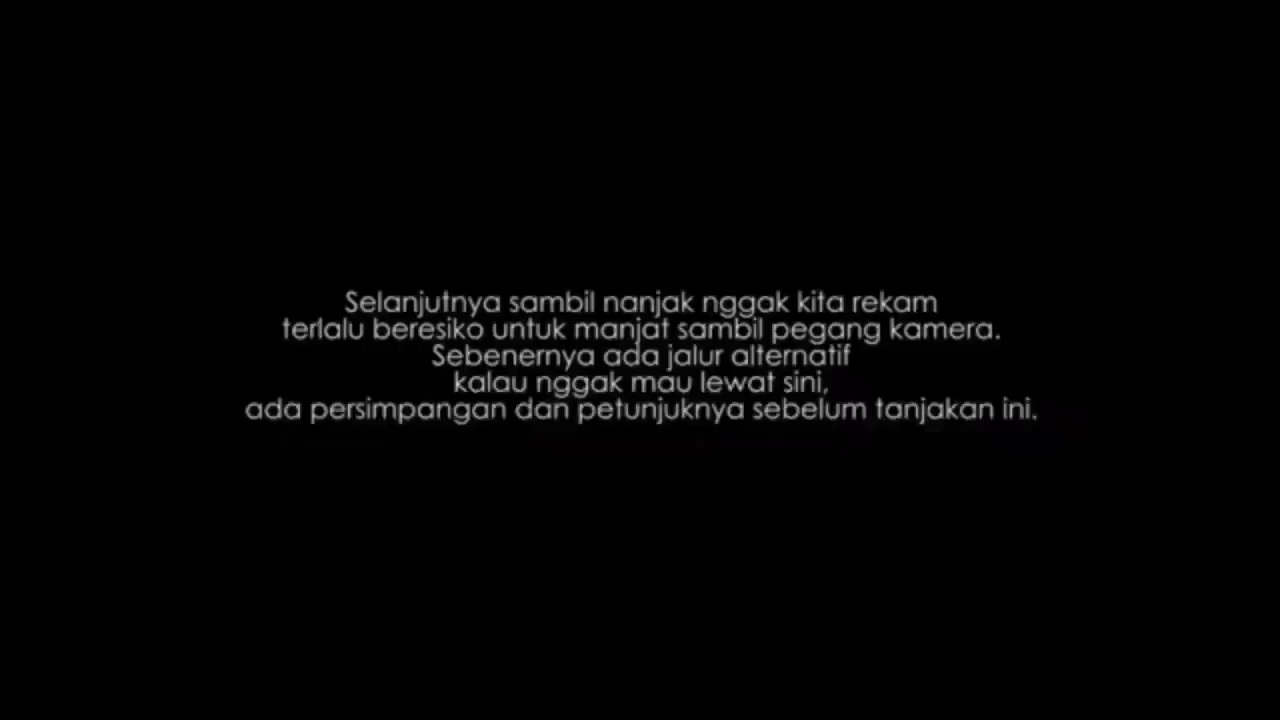 Selanjutnya sambil nanjak nggak kita rekam
terlalu beresiko untuk manjat sambil pegang kamera.
Sebenernya ada jalur alternatif
kalau nggak mau lewat sini,
ada persimpangan dan petunjuknya sebelum tanjakan ini.